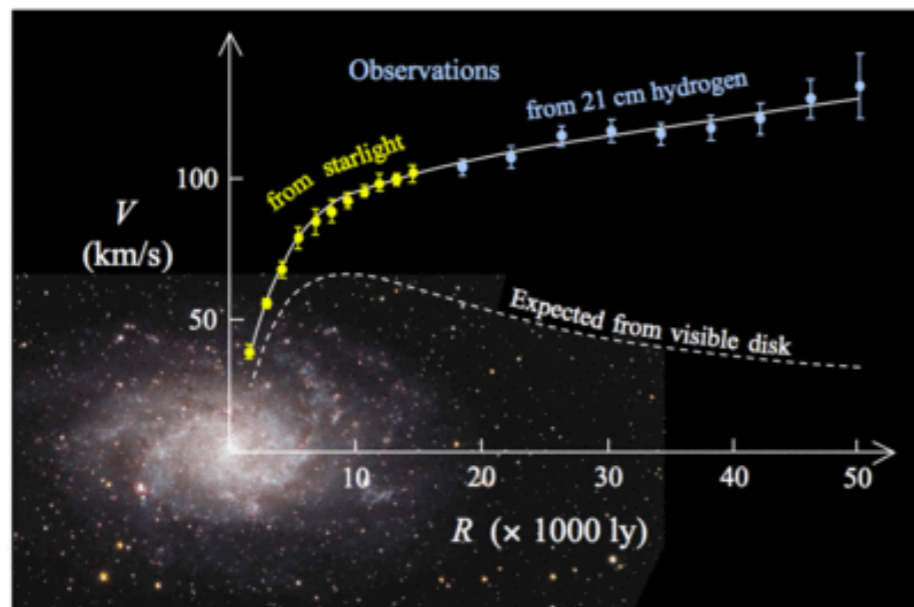 Observations
from 21 cm hydrogen
from starlight
100
V
(km/s)
50
Expected from visible disk
10 20 30 40 50
R (× 1000 ly)